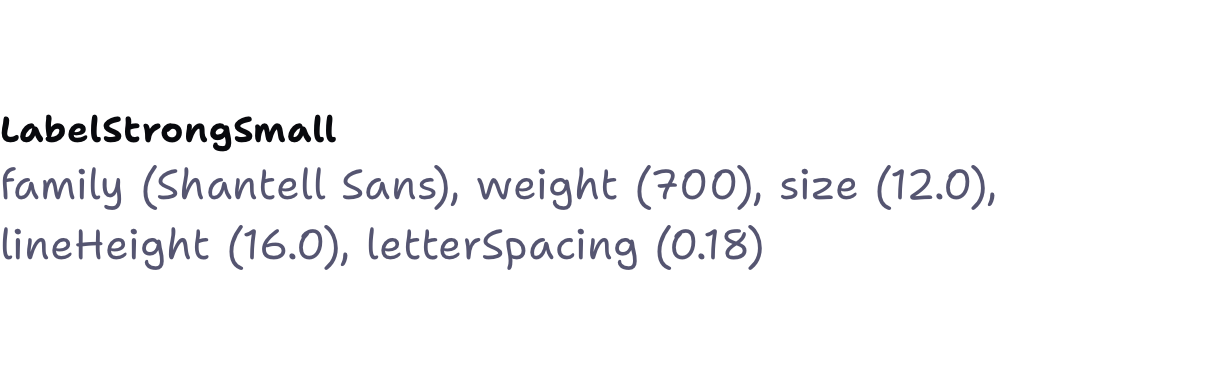 LabelStrongSmall
family (Shantell Sans), weight (700), size (12.0),
lineHeight (16.0), letterSpacing (0.18)